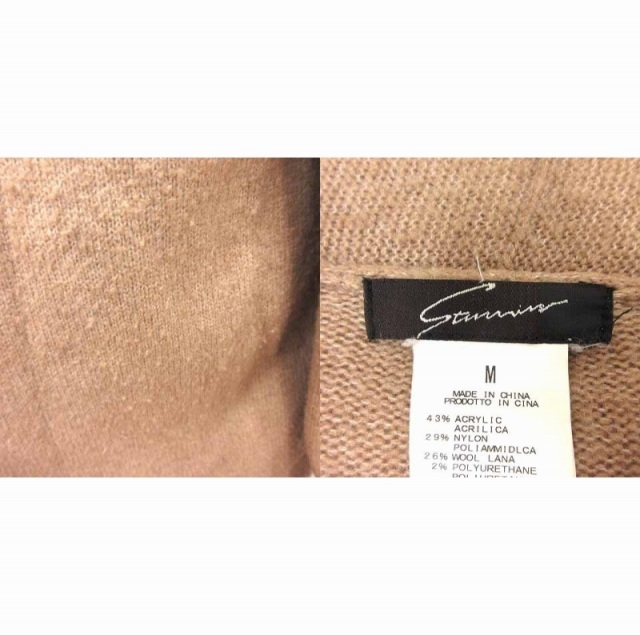 M
MADE IN CHINA
PRODOTTO IN CINA
43% ACRYLIC
ACRILICA
29% NYLON
POLIAMMIDLCA
26% WOOL LANA
2% POLYURETHANE